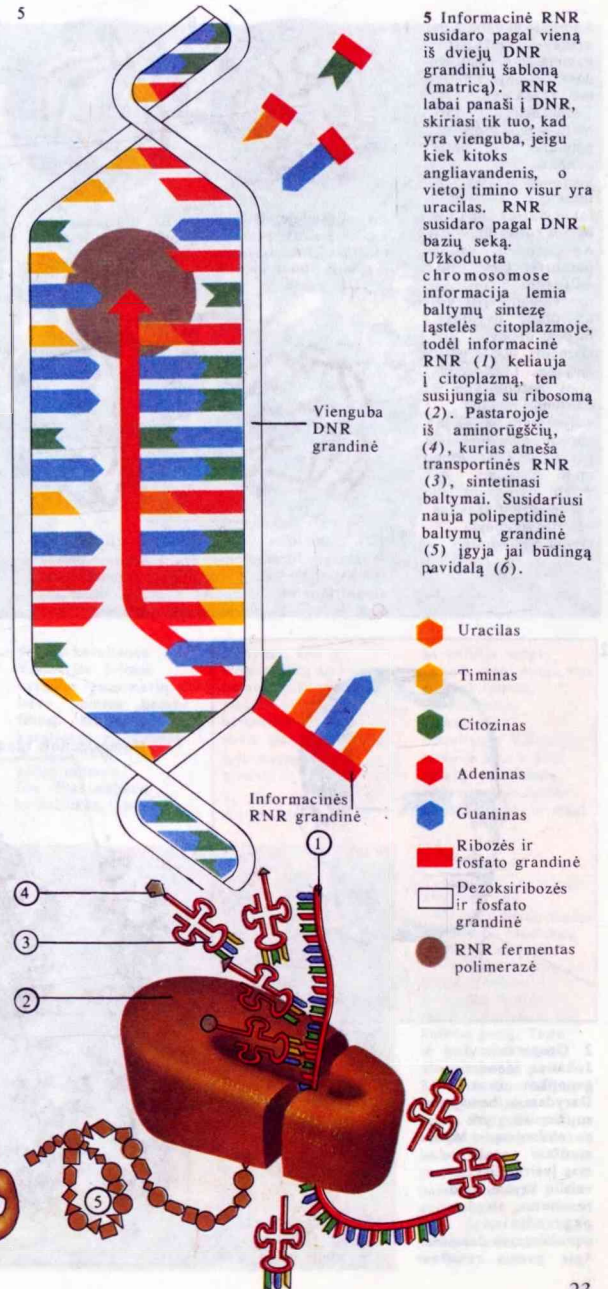 5
5 Informacinė RNR
susidaro pagal vieną
iš dviejų DNR
grandinių šabloną
(matricą). RNR
labai panaši į DNR,
skiriasi tik tuo, kad
yra vienguba, jeigu
kiek kitoks
angliavandenis, o
vietoj timino visur yra
uracilas. RNR
susidaro pagal DNR
bazių seką.
Užkoduota
chromosomose
informacija lemia
baltymų sintezę
ląstelės citoplazmoje,
todėl informacinė
RNR (1) keliauja
į citoplazmą, ten
susijungia su ribosomą
(2). Pastarojoje
iš aminorūgščių,
(4), kurias atneša
transportinės RNR
(3), sintetinasi
baltymai. Susidariusi
nauja polipeptidinė
baltymų grandinė
(5) įgyja jai būdingą
pavidalą (6).
Vienguba
DNR
grandinė
Uracilas
Timinas
Citozinas
Adeninas
Guaninas
Ribozės ir
fosfato grandinė
Dezoksiribozės
ir fosfato
grandinė
RNR fermentas
polimerazė
Informacinės
RNR grandinė
1
4
3
2
5